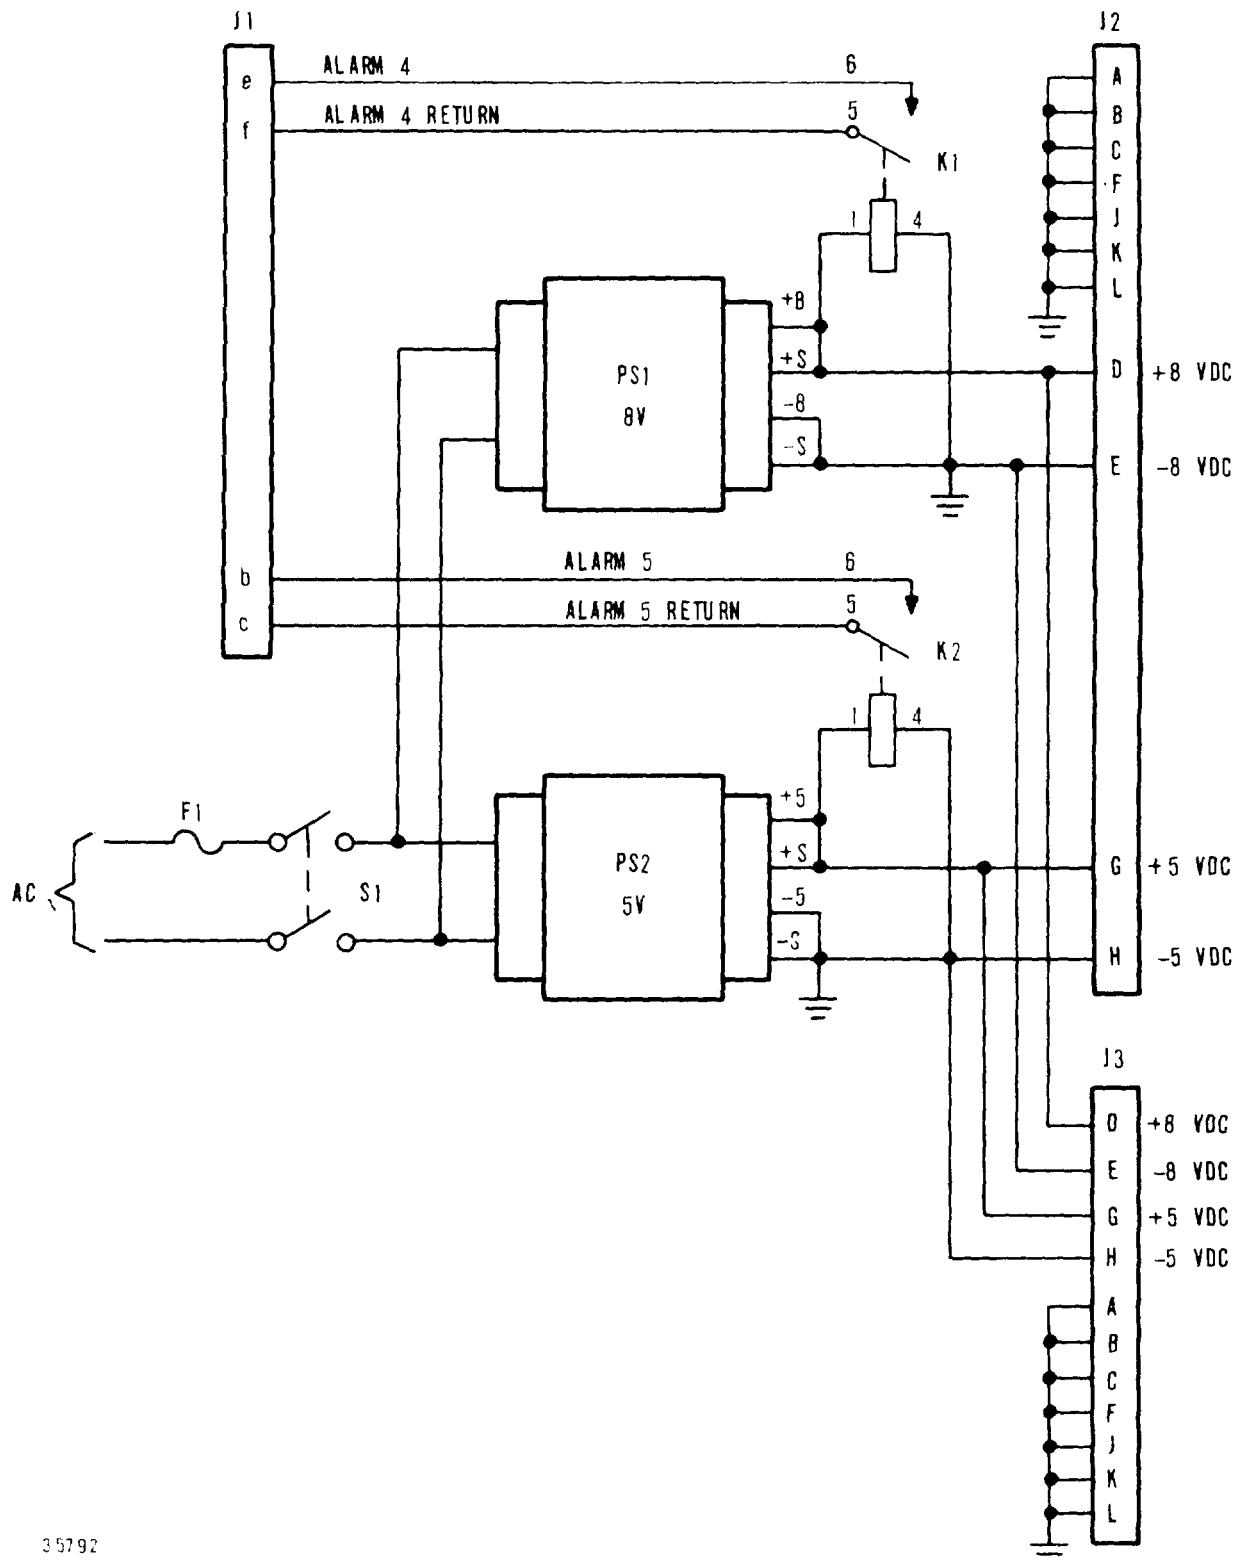 J1
J2
e
ALARM 4
6
A
f
ALARM 4 RETURN
5
B
K1
C
F
J
K
L
1
4
+8
+S
PS1
8V
-8
-S
D
+8 VDC
E
-8 VDC
b
ALARM 5
6
c
ALARM 5 RETURN
5
K2
1
4
F1
AC
S1
PS2
5V
+5
+S
-5
-S
G
+5 VDC
H
-5 VDC
J3
D
+8 VDC
E
-8 VDC
G
+5 VDC
H
-5 VDC
A
B
C
F
J
K
L
35792